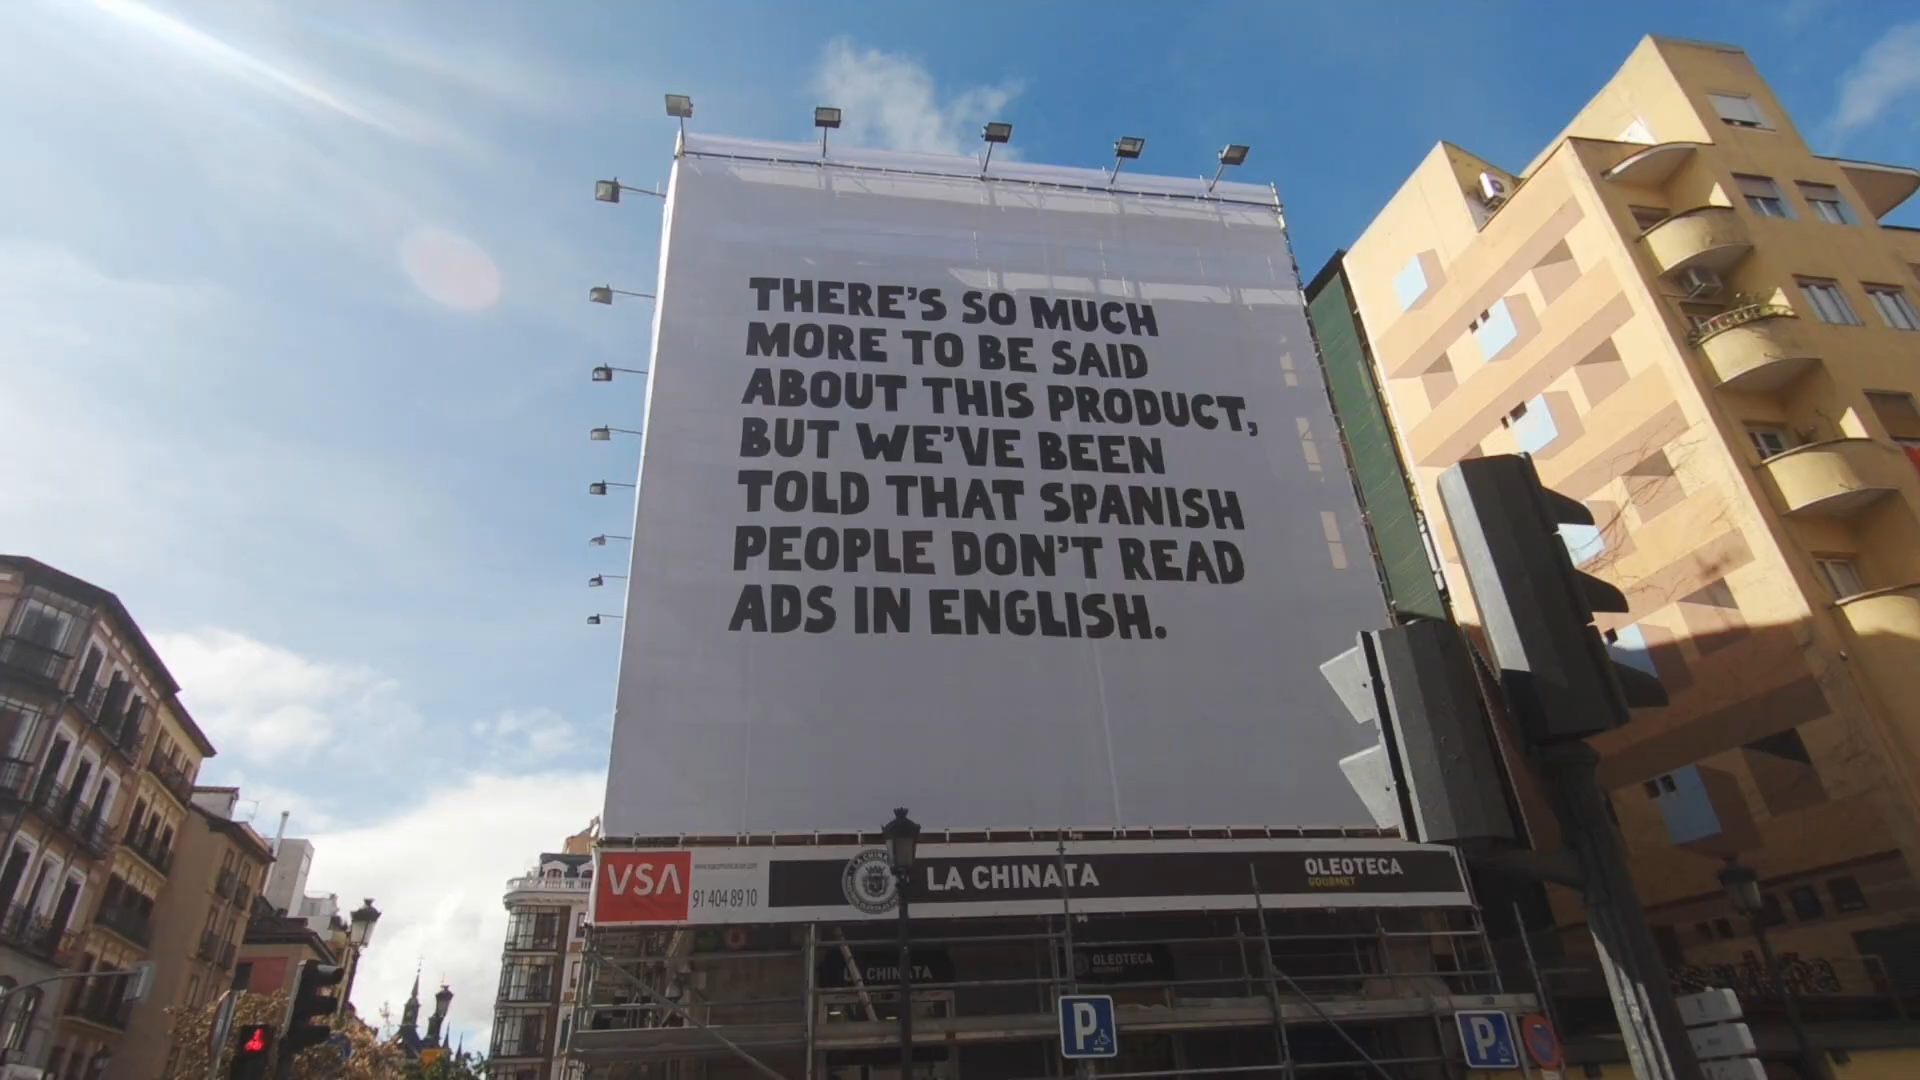 THERE'S SO MUCH
MORE TO BE SAID
ABOUT THIS PRODUCT,
BUT WE'VE BEEN
TOLD THAT SPANISH
PEOPLE DON'T READ
ADS IN ENGLISH.
VSA
91 404 89 10
LA CHINATA
OLEOTECA
GOURMET
LA CHINATA
OLEOTECA
P
P